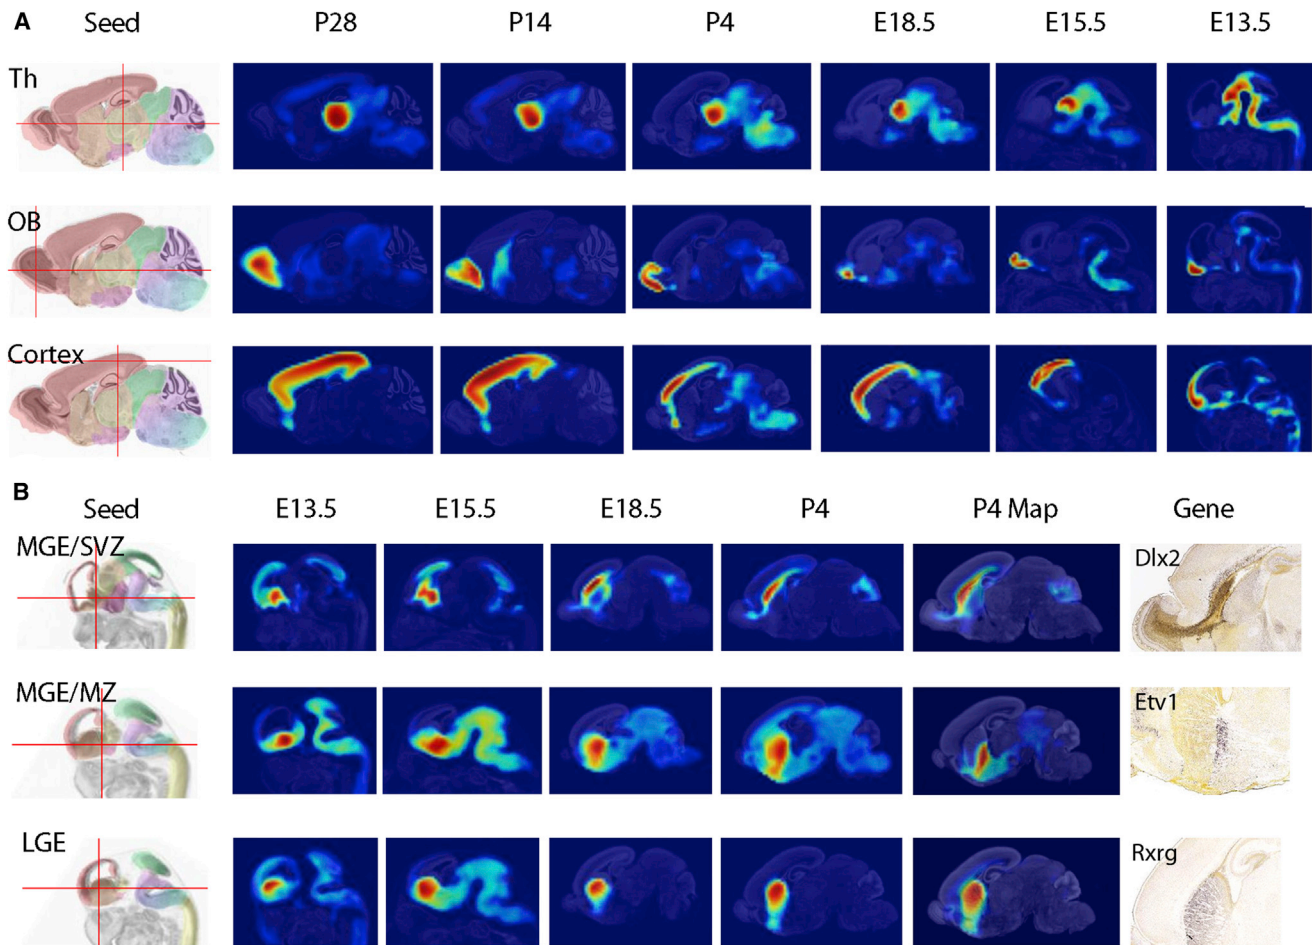 A Seed P28 P14 P4 E18.5 E15.5 E13.5
Th
OB
Cortex
B
Seed E13.5 E15.5 E18.5 P4 P4 Map Gene
MGE/SVZ Dlx2
MGE/MZ Etv1
LGE Rxrg